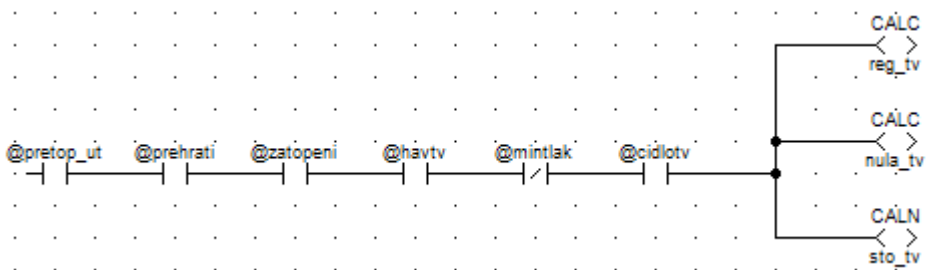 CALC
reg_tv
CALC
@pretop_ut @prehrati @zatopeni @havtv @mintlak @cidlotv
nula_tv
CALN
sto_tv